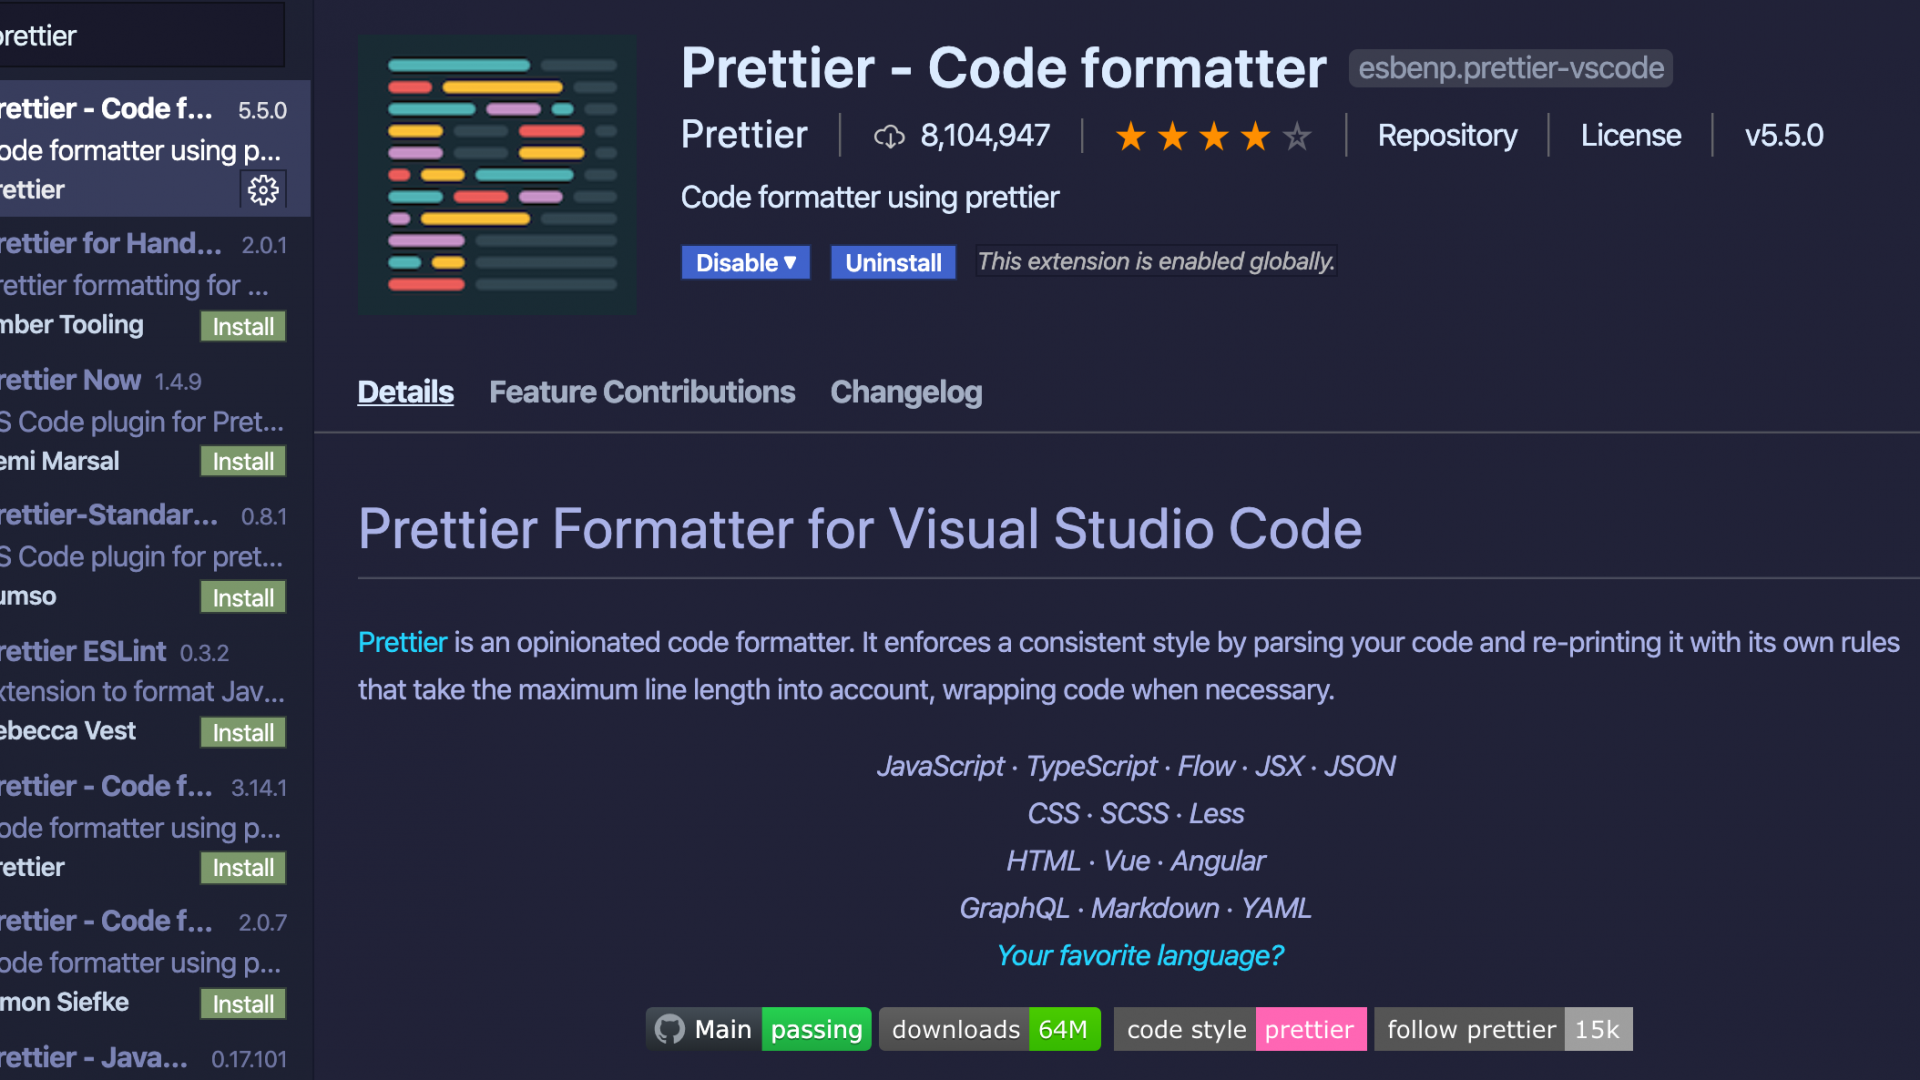 prettier
rettier - Code f... 5.5.0
ode formatter using p...
rettier
rettier for Hand... 2.0.1
rettier formatting for ...
mber Tooling Install
rettier Now 1.4.9
S Code plugin for Pret...
emi Marsal Install
rettier-Standar... 0.8.1
S Code plugin for pret...
umso Install
rettier ESLint 0.3.2
xtension to format Jav...
ebecca Vest Install
rettier - Code f... 3.14.1
ode formatter using p...
rettier Install
rettier - Code f... 2.0.7
ode formatter using p...
mon Siefke Install
rettier - Java... 0.17.101
Prettier - Code formatter esbenp.prettier-vscode
Prettier 8,104,947 Repository License v5.5.0
Code formatter using prettier
Disable▼ Uninstall This extension is enabled globally.
Details Feature Contributions Changelog
Prettier Formatter for Visual Studio Code
Prettier is an opinionated code formatter. It enforces a consistent style by parsing your code and re-printing it with its own rules
that take the maximum line length into account, wrapping code when necessary.
JavaScript · TypeScript · Flow · JSX · JSON
CSS · SCSS · Less
HTML · Vue · Angular
GraphQL · Markdown · YAML
Your favorite language?
Main passing downloads 64M code style prettier follow prettier 15k